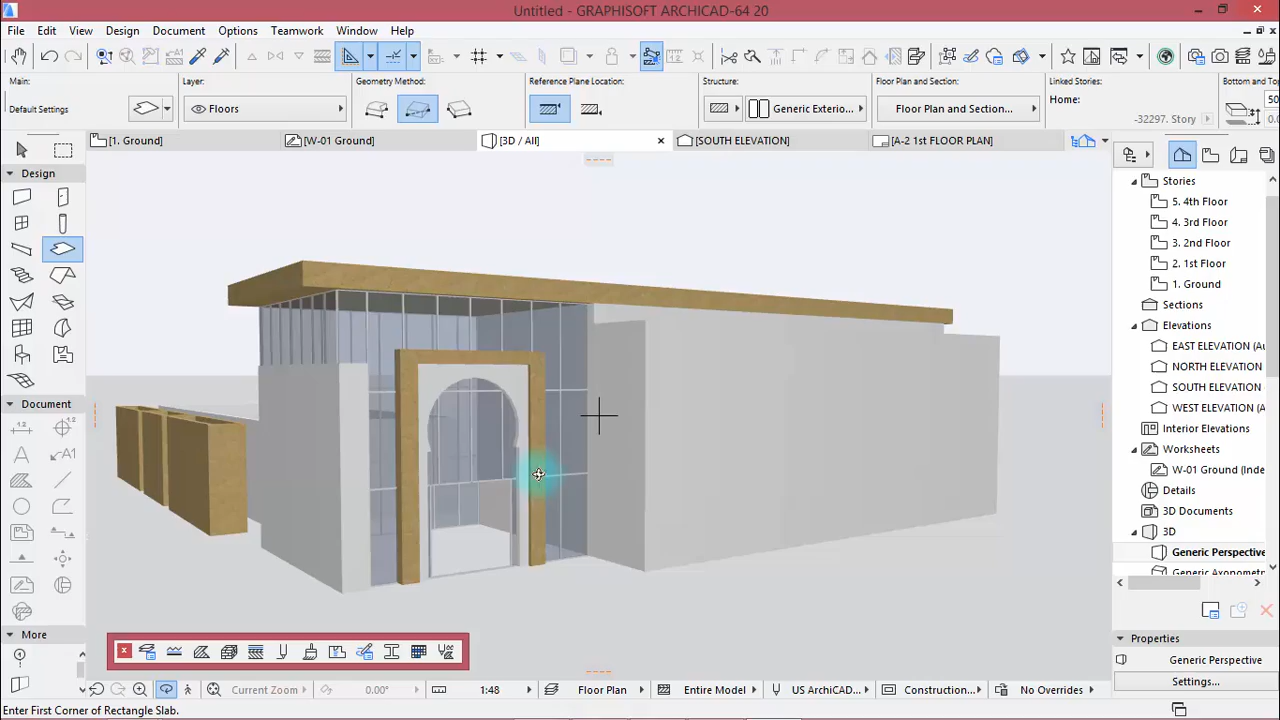 Untitled - GRAPHISOFT ARCHICAD-64 20
File Edit View Design Document Options Teamwork Window Help
Main: Layer: Geometry Method: Reference Plane Location: Structure: Floor Plan and Section: Linked Stories: Bottom and To
Default Settings Floors Generic Exterio... Floor Plan and Section... Home: 50
-32297. Story
[1. Ground] [W-01 Ground] [3D / All] [SOUTH ELEVATION] [A-2 1st FLOOR PLAN]
Design
Stories
5. 4th Floor
4. 3rd Floor
3. 2nd Floor
2. 1st Floor
1. Ground
Sections
Elevations
EAST ELEVATION (Au
NORTH ELEVATION
SOUTH ELEVATION
WEST ELEVATION (A
Interior Elevations
Worksheets
W-01 Ground (Inde
Details
3D Documents
3D
Generic Perspective
Generic Axonomet
Document
A A1
More
Properties
Generic Perspective
Settings...
Current Zoom 0.00° 1:48 Floor Plan Entire Model US ArchiCAD... Construction... No Overrides
Enter First Corner of Rectangle Slab.